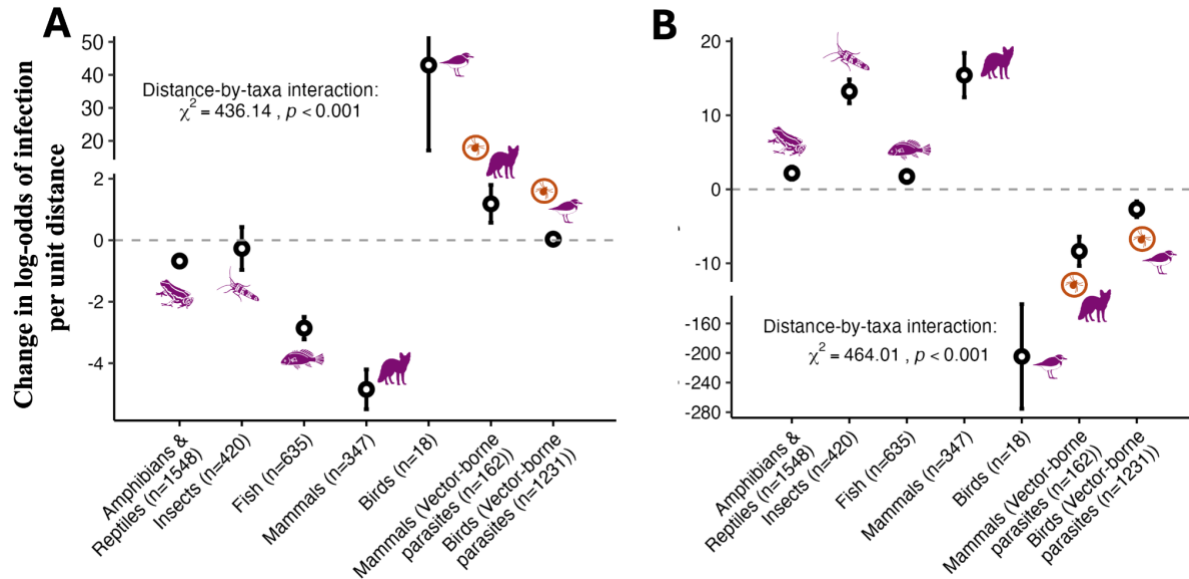 A
Change in log-odds of infection
per unit distance
50
40
30
20
2
0
-2
-4
Distance-by-taxa interaction:
χ² = 436.14 , p < 0.001
Amphibians &
Reptiles (n=1548)
Insects (n=420)
Fish (n=635)
Mammals (n=347)
Birds (n=18)
Mammals (Vector-borne
parasites (n=162))
Birds (Vector-borne
parasites (n=1231))
B
20
10
0
-10
-160
-200
-240
-280
Distance-by-taxa interaction:
χ² = 464.01 , p < 0.001
Amphibians &
Reptiles (n=1548)
Insects (n=420)
Fish (n=635)
Mammals (n=347)
Birds (n=18)
Mammals (Vector-borne
parasites (n=162))
Birds (Vector-borne
parasites (n=1231))